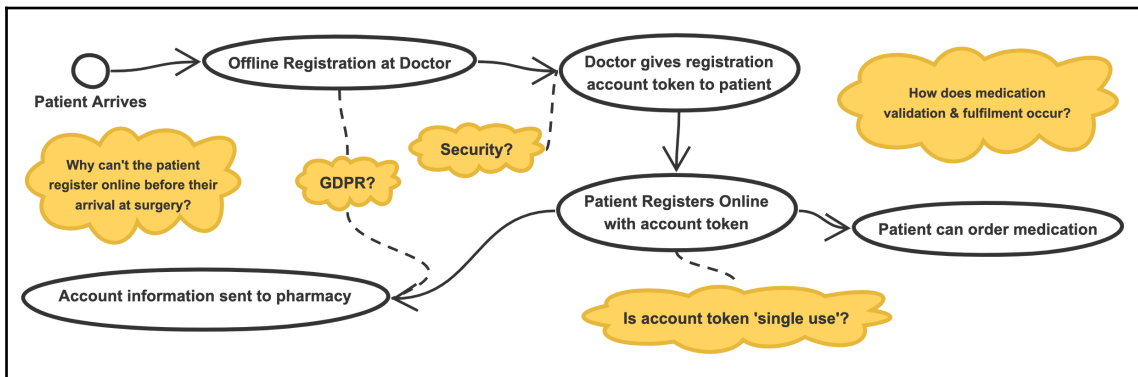 Patient Arrives
Offline Registration at Doctor
Doctor gives registration
account token to patient
How does medication
validation & fulfilment occur?
Why can't the patient
register online before their
arrival at surgery?
GDPR?
Security?
Patient Registers Online
with account token
Patient can order medication
Account information sent to pharmacy
Is account token 'single use'?